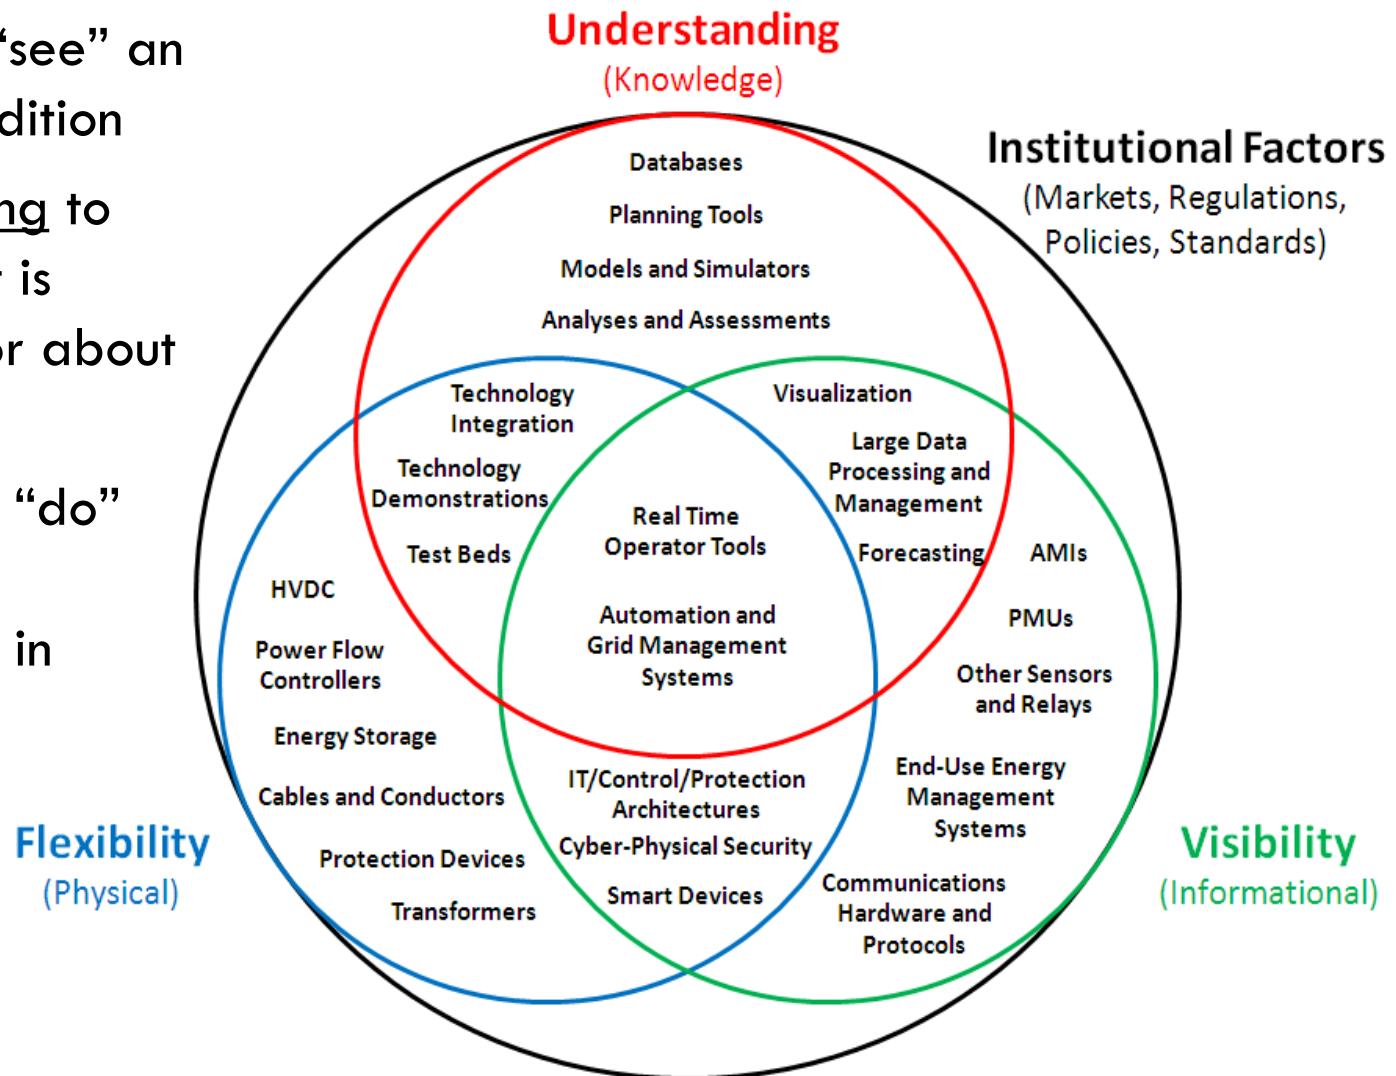 “see” an
dition
ng to
is
or about
“do”
in
Understanding
(Knowledge)
Institutional Factors
(Markets, Regulations,
Policies, Standards)
Databases
Planning Tools
Models and Simulators
Analyses and Assessments
Technology
Integration
Technology
Demonstrations
Test Beds
Visualization
Large Data
Processing and
Management
Forecasting
Real Time
Operator Tools
Automation and
Grid Management
Systems
HVDC
Power Flow
Controllers
Energy Storage
Cables and Conductors
Protection Devices
Transformers
IT/Control/Protection
Architectures
Cyber-Physical Security
Smart Devices
AMIs
PMUs
Other Sensors
and Relays
End-Use Energy
Management
Systems
Communications
Hardware and
Protocols
Flexibility
(Physical)
Visibility
(Informational)